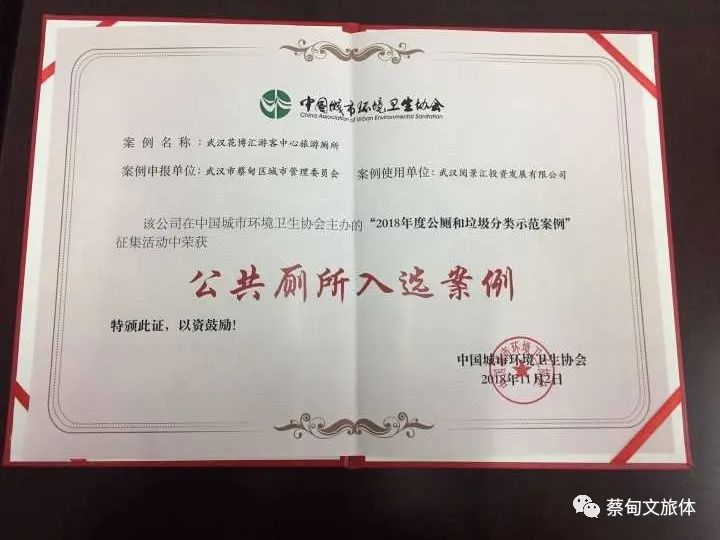 中国城市环境卫生协会
China Association of Urban Environmental Sanitation
案例名称：武汉花博汇游客中心旅游厕所
案例申报单位：武汉市蔡甸区城市管理委员会 案例使用单位：武汉阅景汇投资发展有限公司
该公司在中国城市环境卫生协会主办的“2018年度公厕和垃圾分类示范案例”
征集活动中荣获
公共厕所入选案例
特颁此证，以资鼓励！
中国城市环境卫生协会
2018年11月2日
蔡甸文旅体